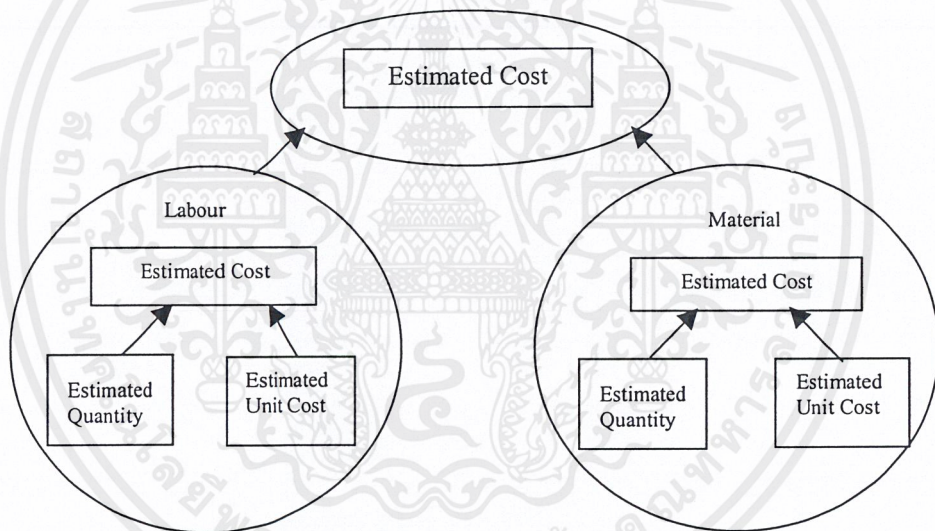 Estimated Cost
Labour
Estimated Cost
Estimated
Quantity
Estimated
Unit Cost
Material
Estimated Cost
Estimated
Quantity
Estimated
Unit Cost